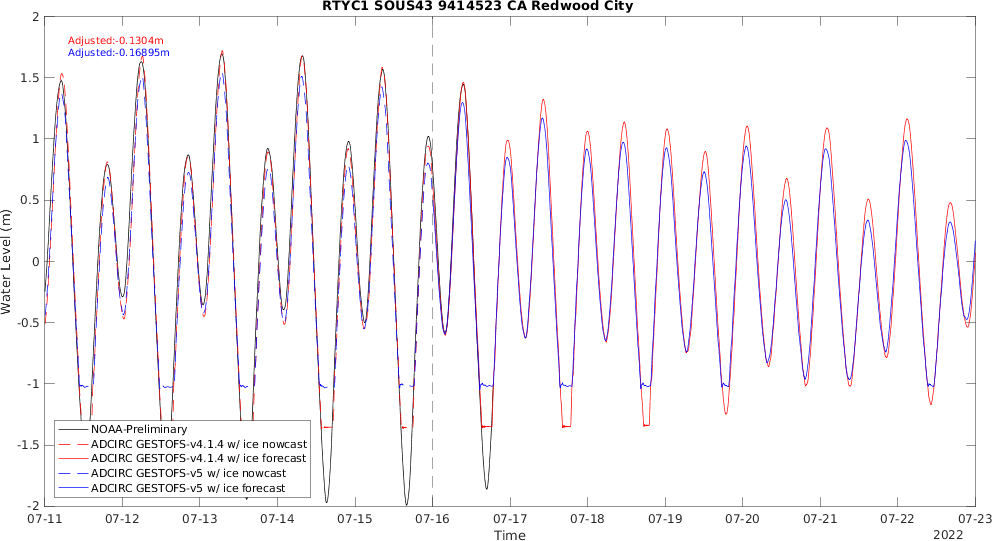 RTYC1 SOUS43 9414523 CA Redwood City
Adjusted:-0.1304m
Adjusted:-0.16895m
Water Level (m)
2
1.5
1
0.5
0
-0.5
-1
-1.5
-2
NOAA-Preliminary
ADCIRC GESTOFS-v4.1.4 w/ ice nowcast
ADCIRC GESTOFS-v4.1.4 w/ ice forecast
ADCIRC GESTOFS-v5 w/ ice nowcast
ADCIRC GESTOFS-v5 w/ ice forecast
07-11 07-12 07-13 07-14 07-15 07-16 07-17 07-18 07-19 07-20 07-21 07-22 07-23
Time
2022